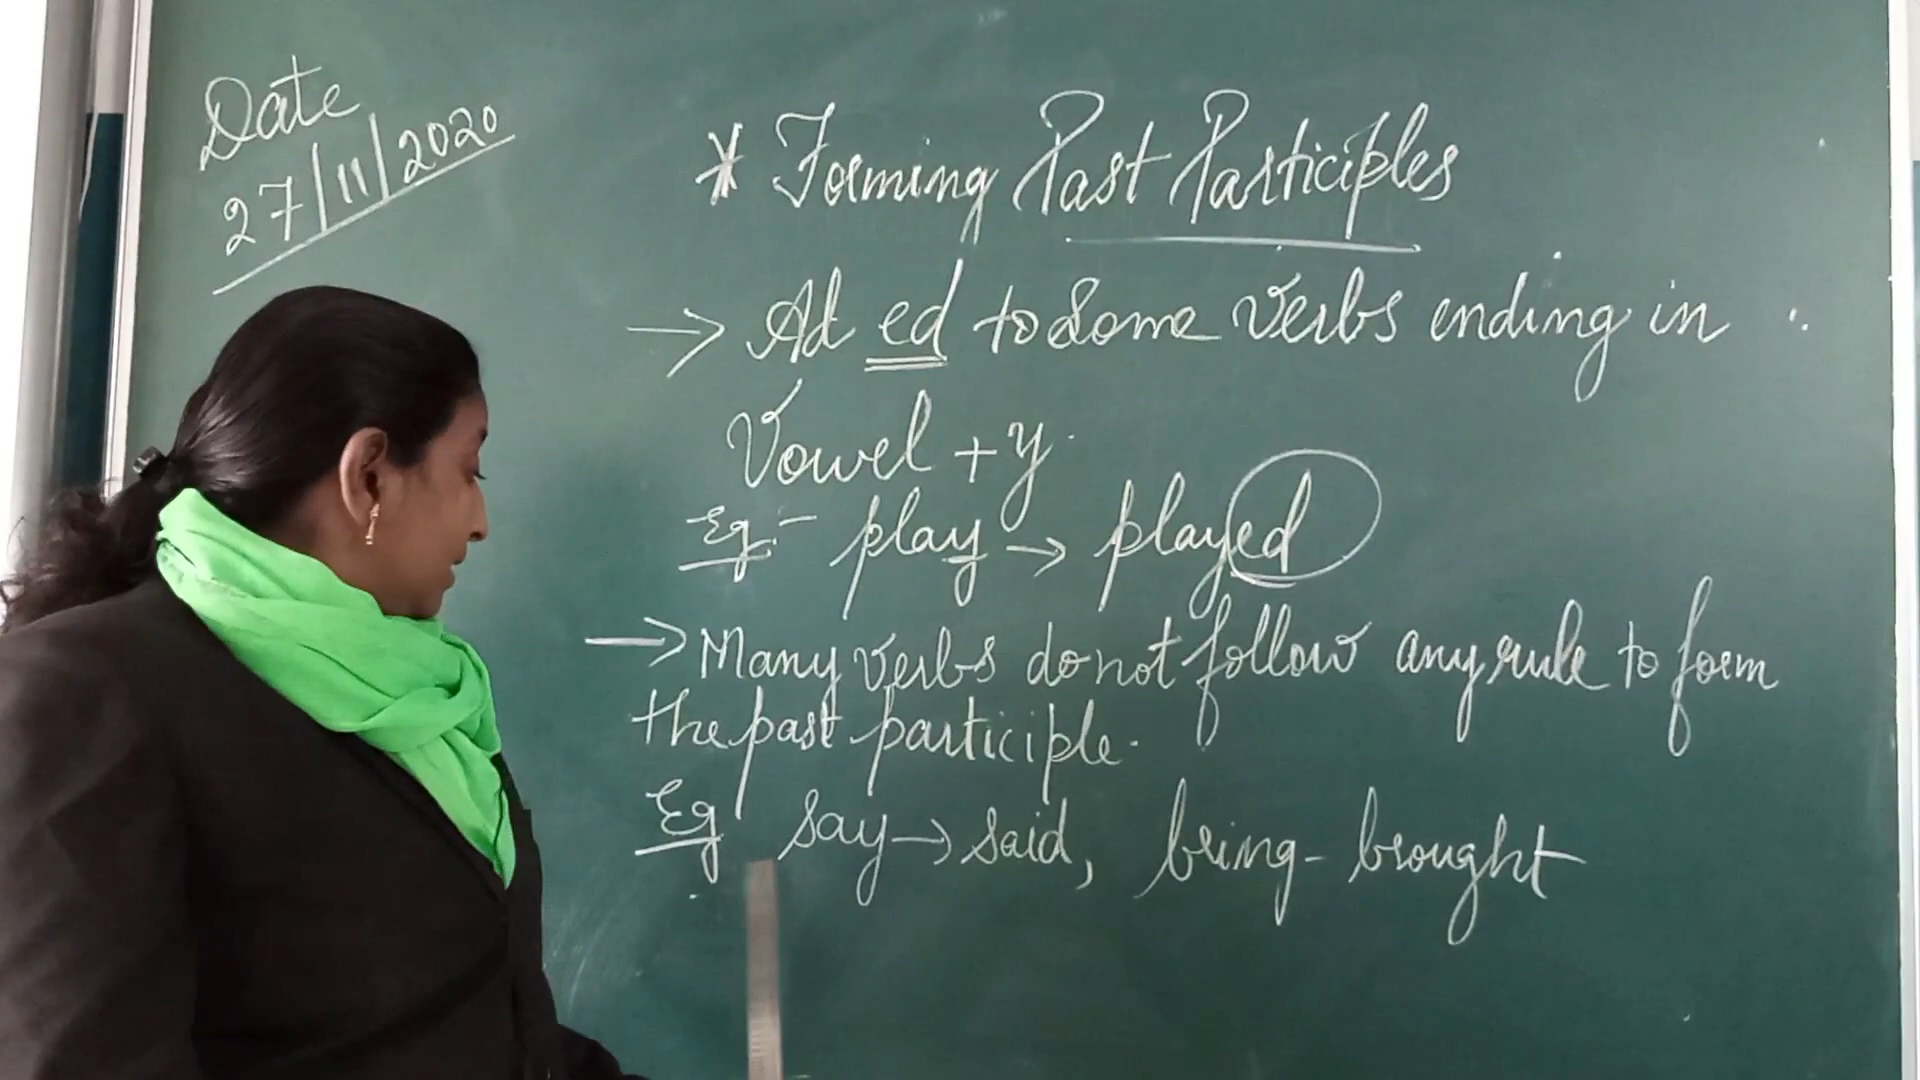 Date
27/11/2020
* Forming Past Participles
→ Ad ed to Some Verbs ending in
Vowel + y.
Eg:- play → played
→ Many verbs do not follow any rule to form
the past participle.
Eg say → said, bring - brought